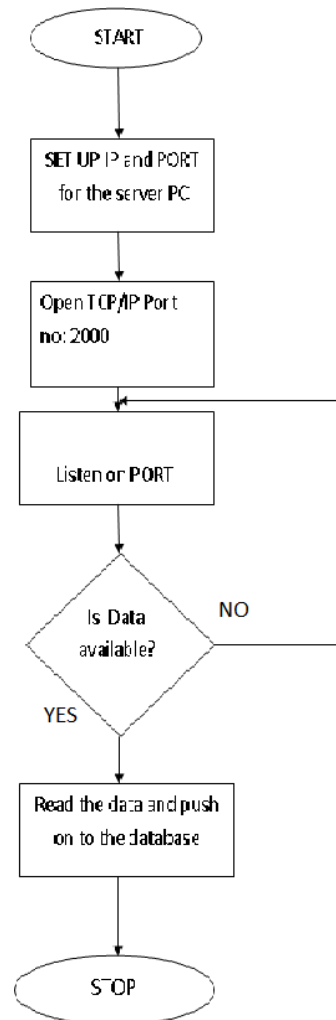 START
SET UP IP and PORT
for the server PC
Open TCP/IP Port
no: 2000
Listen on PORT
Is Data
available?
NO
YES
Read the data and push
on to the database
STOP